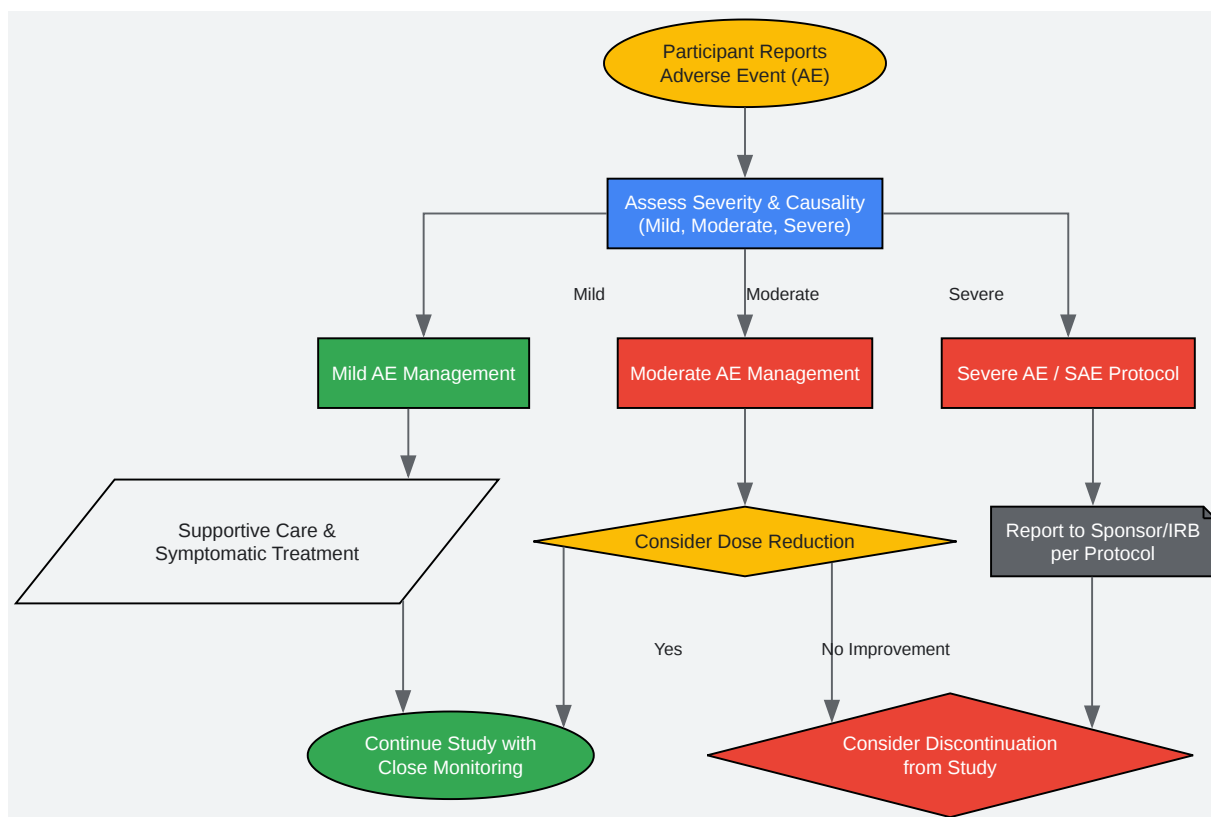 Participant Reports
Adverse Event (AE)
Assess Severity & Causality
(Mild, Moderate, Severe)
Mild
Moderate
Severe
Mild AE Management
Moderate AE Management
Severe AE / SAE Protocol
Supportive Care &
Symptomatic Treatment
Consider Dose Reduction
Report to Sponsor/IRB
per Protocol
Yes
No Improvement
Continue Study with
Close Monitoring
Consider Discontinuation
from Study